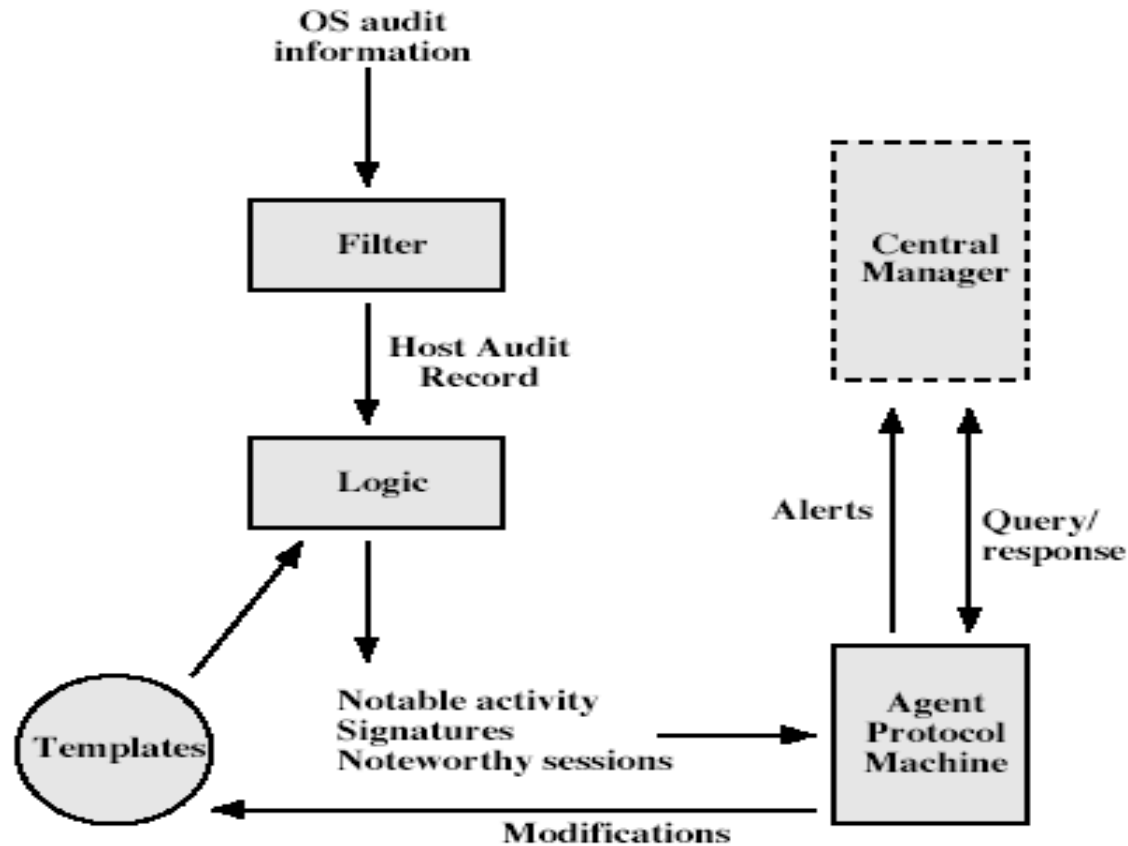 OS audit
information
Filter
Central
Manager
Host Audit
Record
Logic
Alerts
Query/
response
Notable activity
Signatures
Noteworthy sessions
Agent
Protocol
Machine
Templates
Modifications